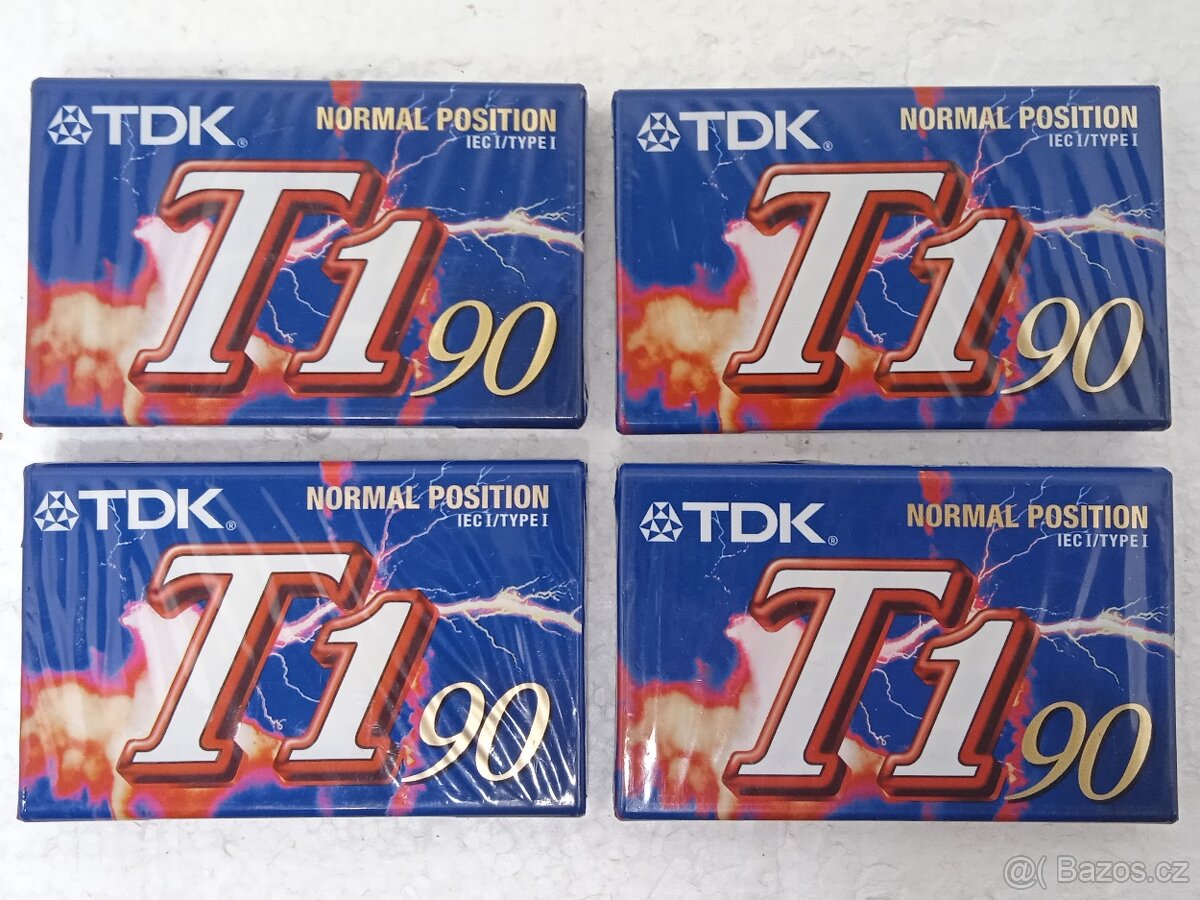 TDK®
NORMAL POSITION
IEC I/TYPE I
T1 90
TDK®
NORMAL POSITION
IEC I/TYPE I
T1 90
TDK®
NORMAL POSITION
IEC I/TYPE I
T1 90
TDK®
NORMAL POSITION
IEC I/TYPE I
T1 90
@( Bazos.cz